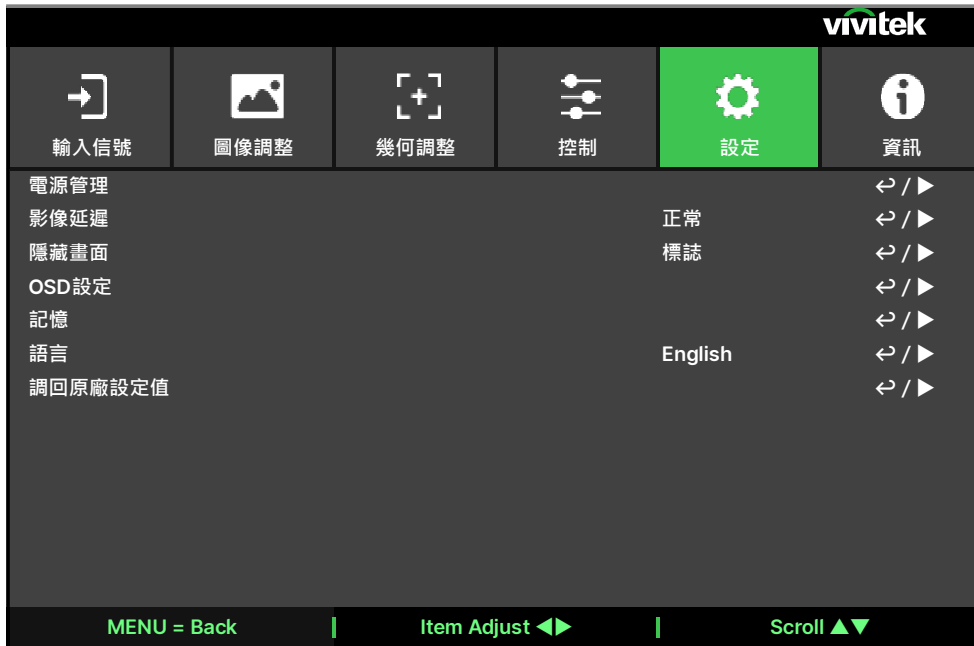 vivitek
輸入信號 圖像調整 幾何調整 控制 設定 資訊
電源管理 ↩ / ▶
影像延遲 正常 ↩ / ▶
隱藏畫面 標誌 ↩ / ▶
OSD設定 ↩ / ▶
記憶 ↩ / ▶
語言 English ↩ / ▶
調回原廠設定值 ↩ / ▶
MENU = Back Item Adjust ◀▶ Scroll ▲▼